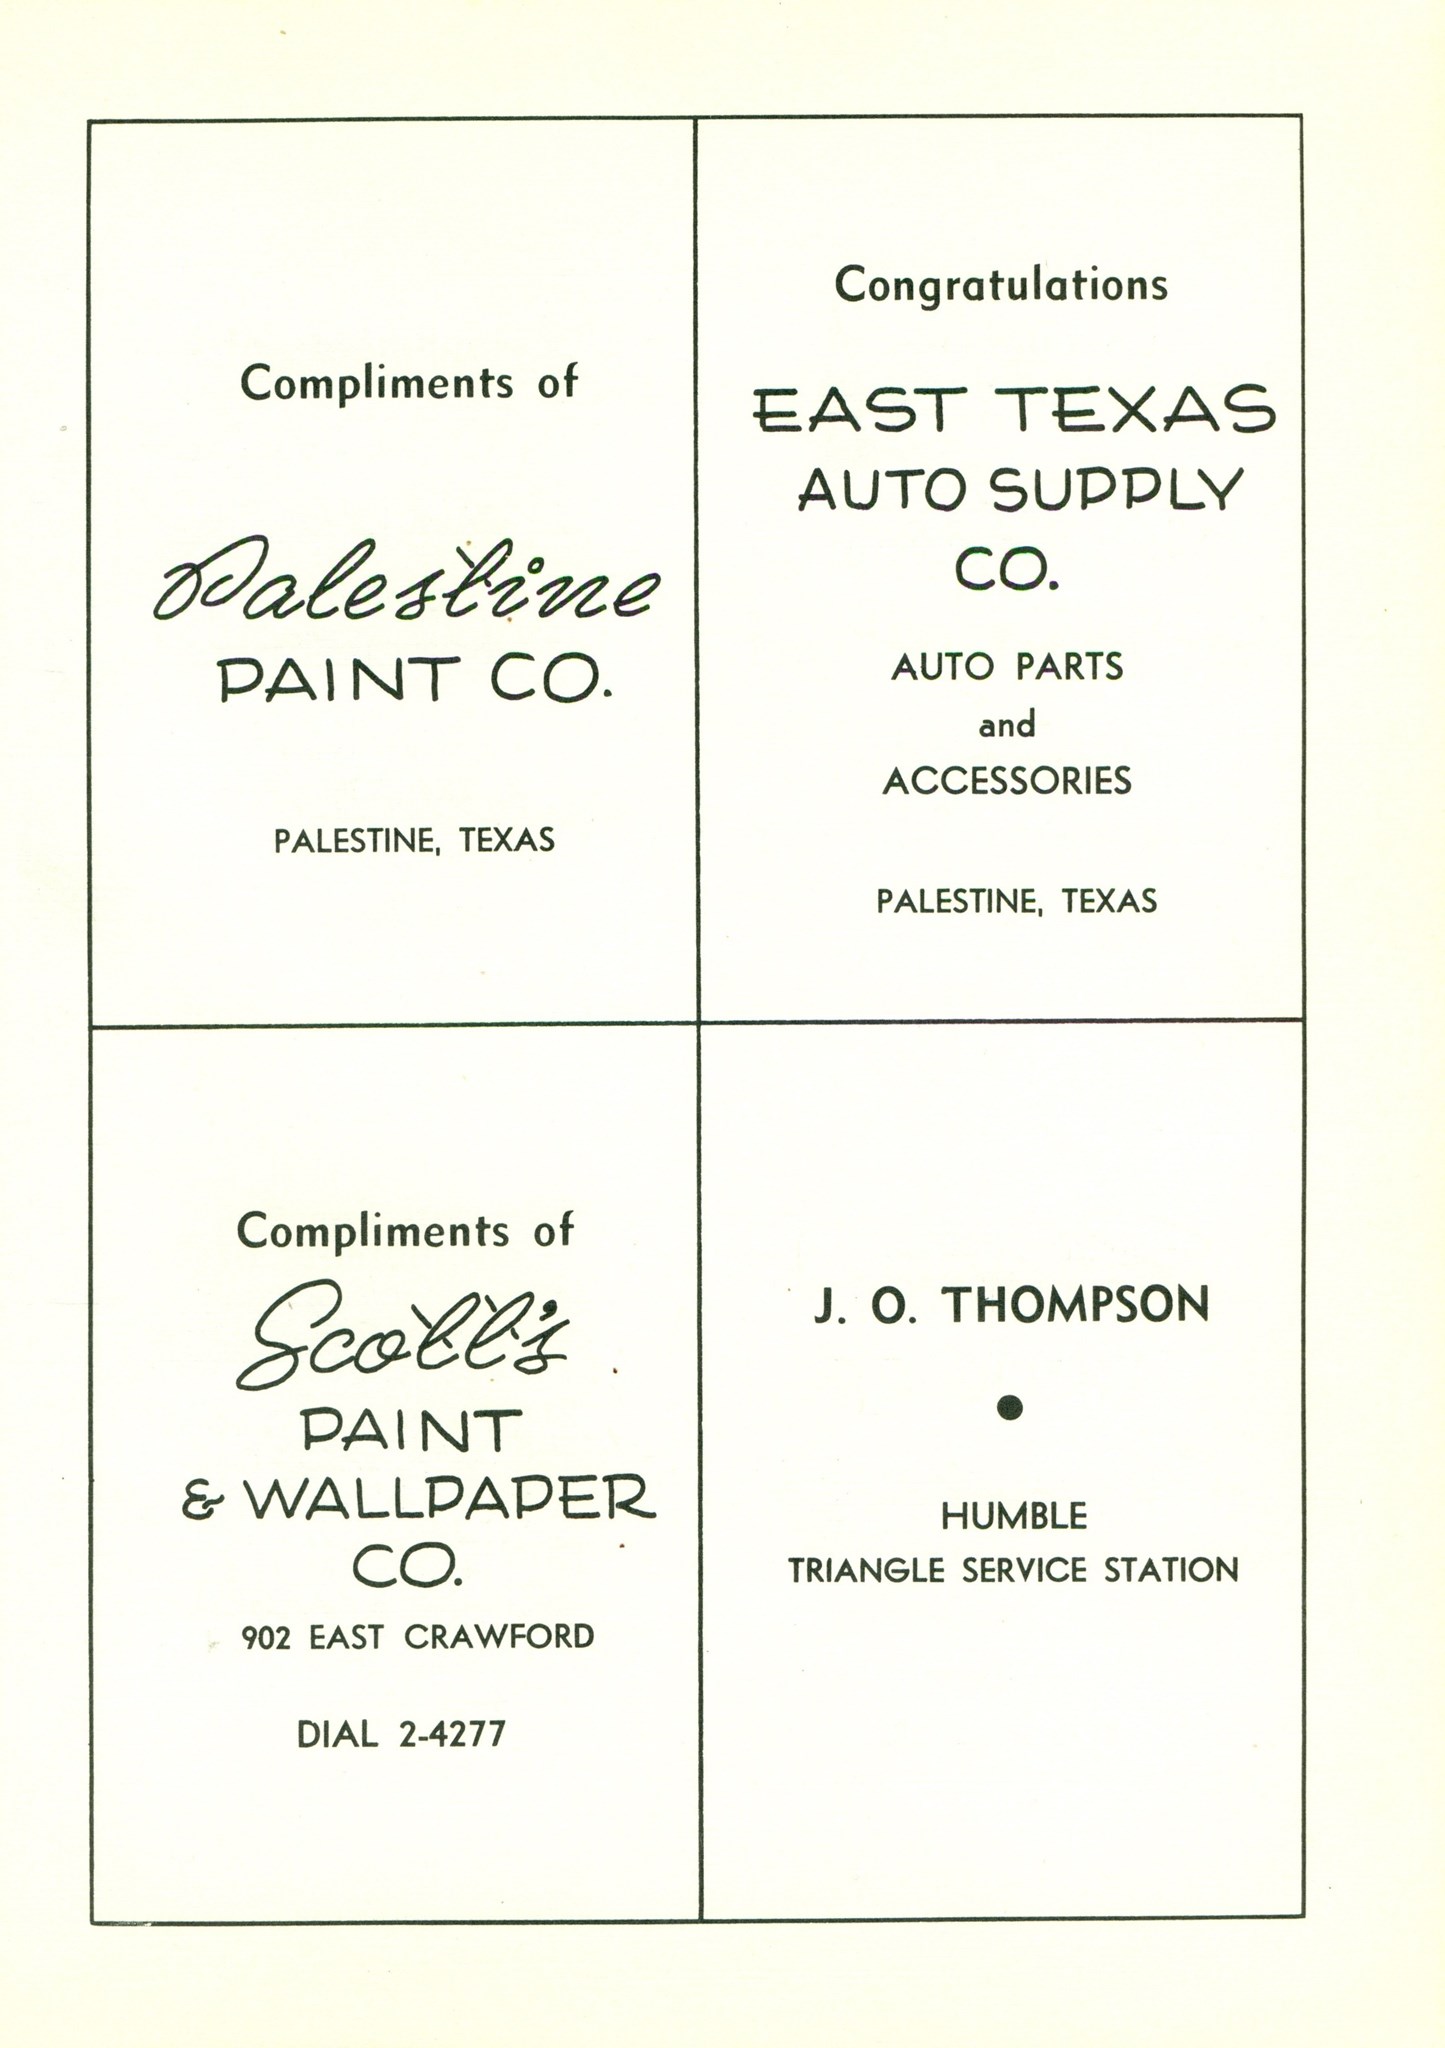 Compliments of
Palestine
PAINT CO.
PALESTINE, TEXAS
Congratulations
EAST TEXAS
AUTO SUPPLY
CO.
AUTO PARTS
and
ACCESSORIES
PALESTINE, TEXAS
Compliments of
Scott's
PAINT
& WALLPAPER
CO.
902 EAST CRAWFORD
DIAL 2-4277
J. O. THOMPSON
●
HUMBLE
TRIANGLE SERVICE STATION